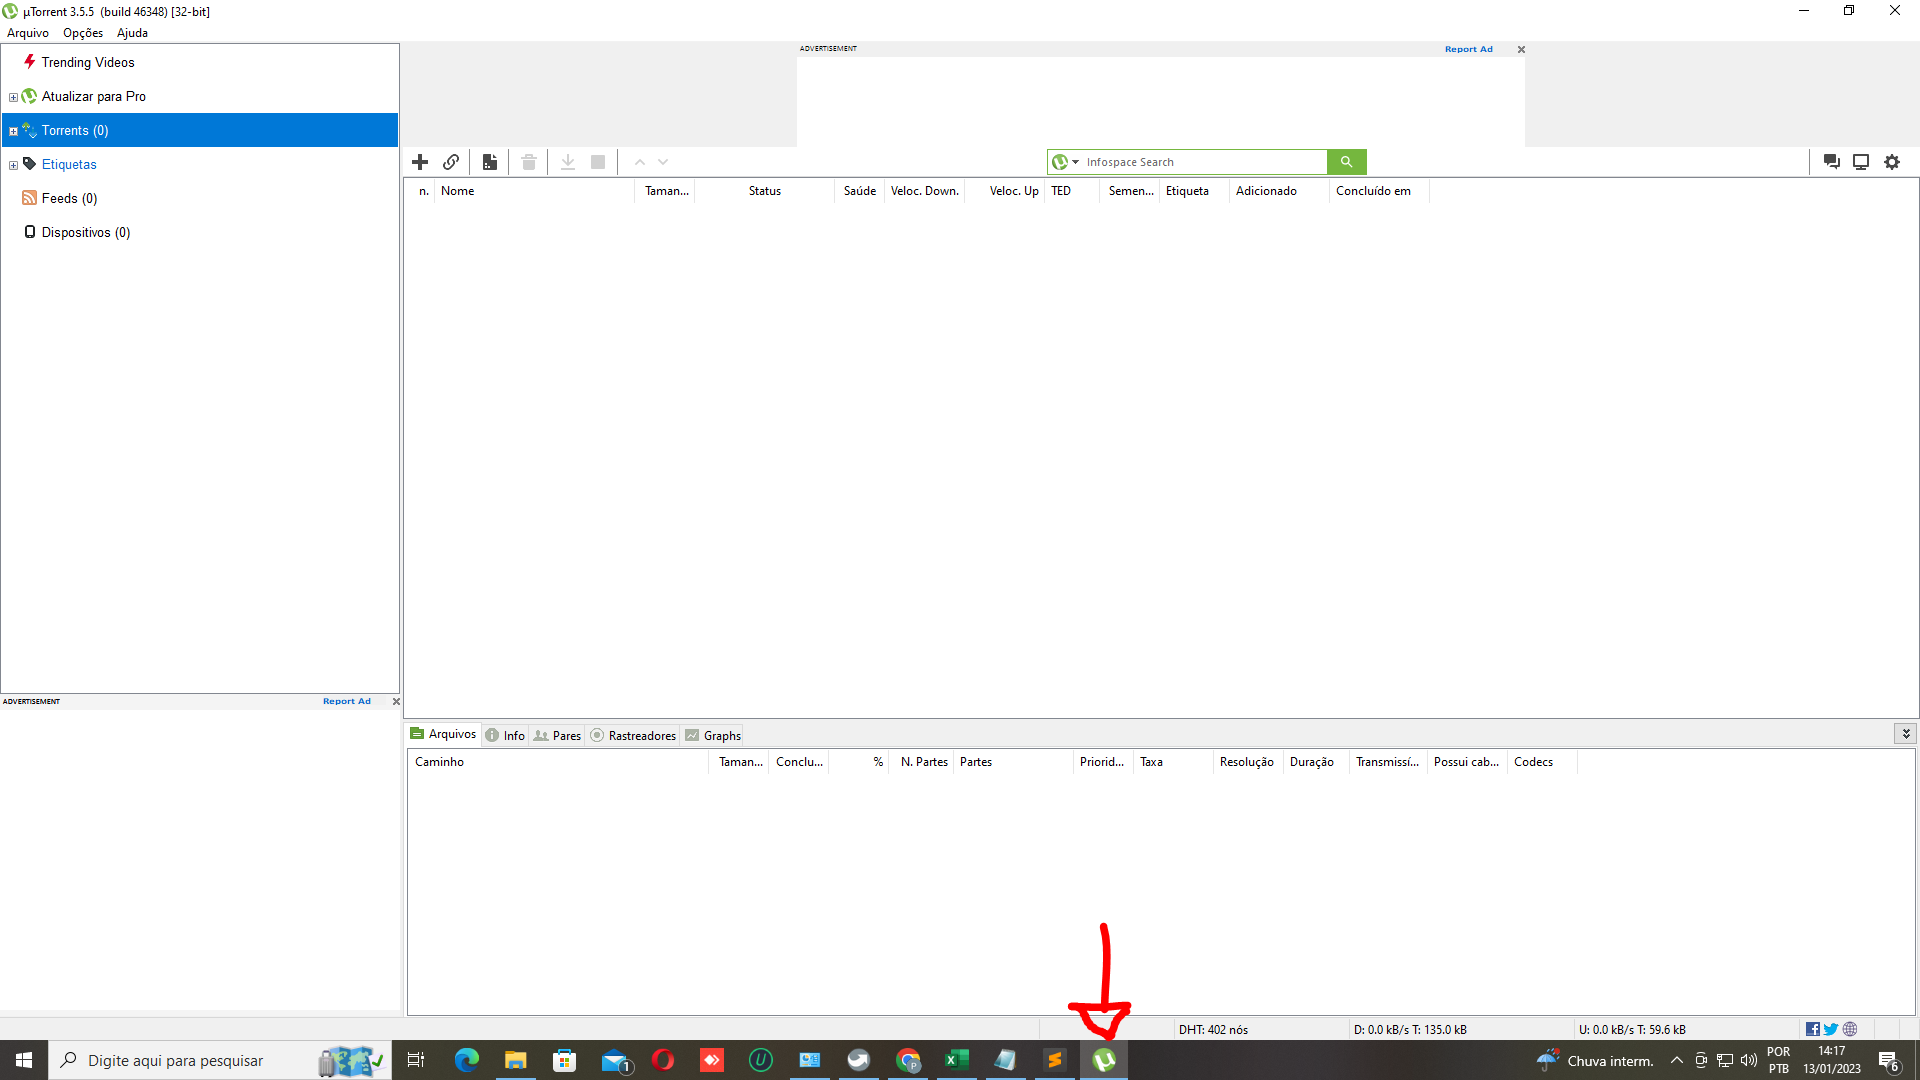 µTorrent 3.5.5 (build 46348) [32-bit]
Arquivo Opções Ajuda
Trending Videos
Atualizar para Pro
Torrents (0)
Etiquetas
Feeds (0)
Dispositivos (0)
ADVERTISEMENT Report Ad
ADVERTISEMENT Report Ad
Infospace Search
n. Nome Taman... Status Saúde Veloc. Down. Veloc. Up TED Semen... Etiqueta Adicionado Concluído em
Arquivos Info Pares Rastreadores Graphs
Caminho Taman... Conclu... % N. Partes Partes Priorid... Taxa Resolução Duração Transmissí... Possui cab... Codecs
DHT: 402 nós D: 0.0 kB/s T: 135.0 kB U: 0.0 kB/s T: 59.6 kB
Digite aqui para pesquisar
1
P
Chuva interm.
POR
PTB
14:17
13/01/2023
6